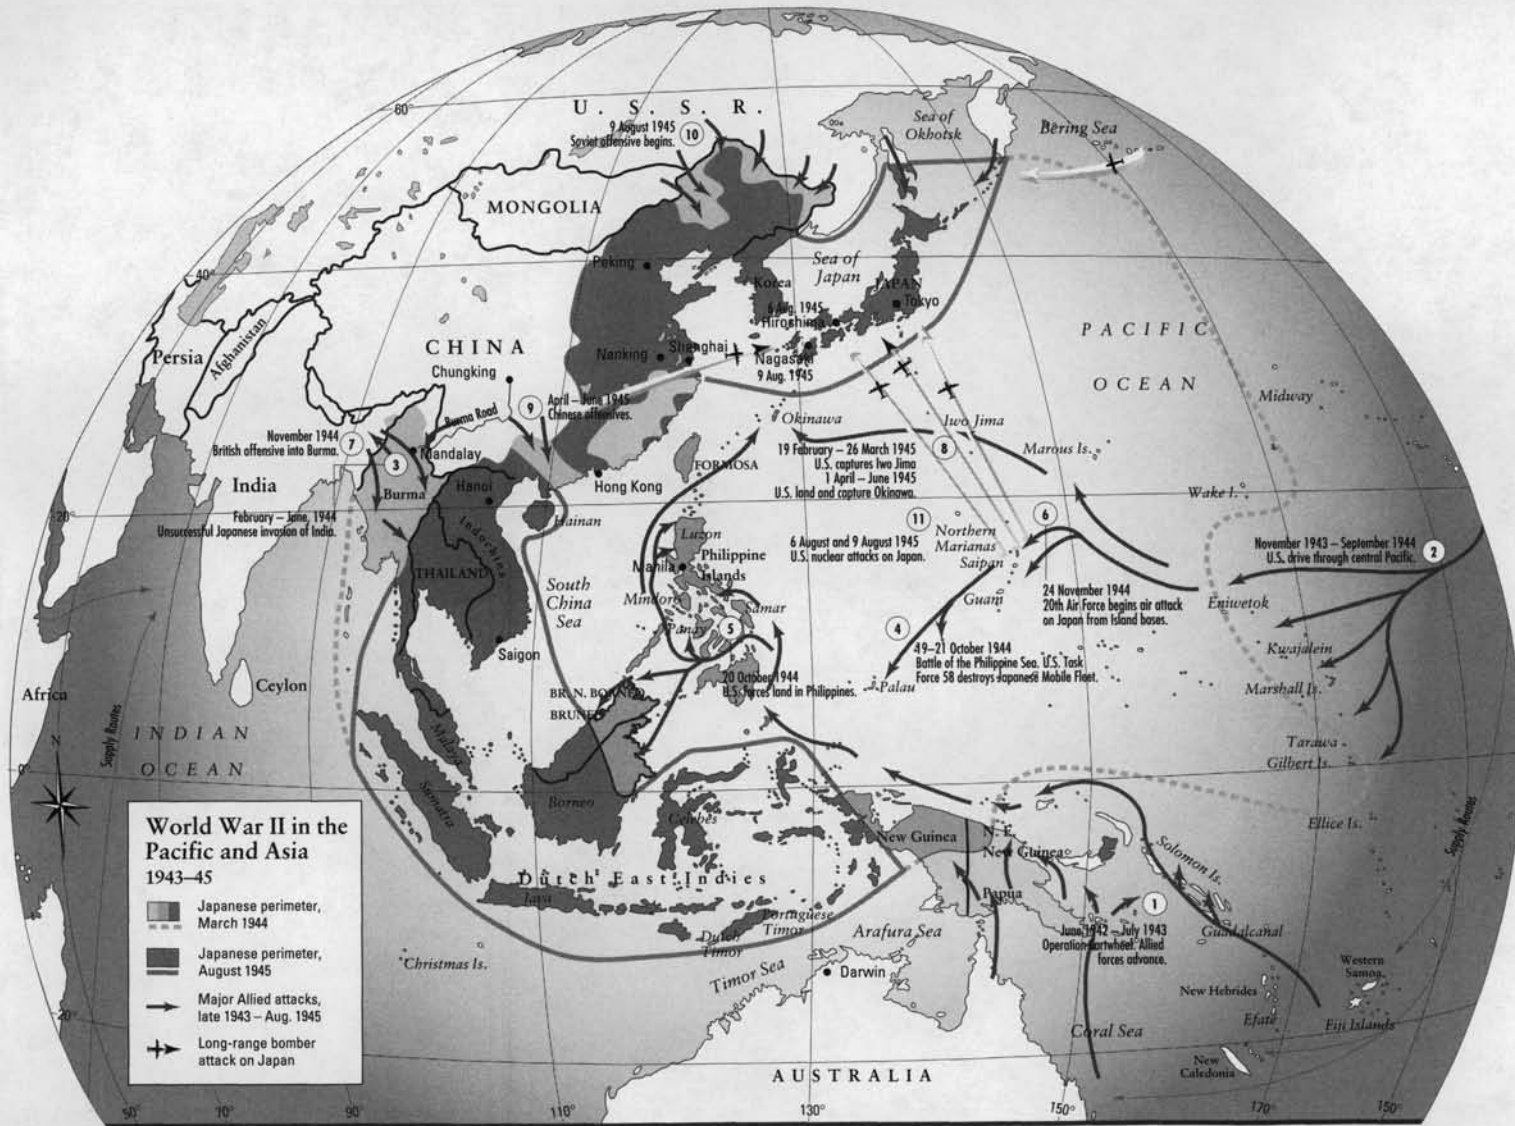 U. S. S. R.
9 August 1945
Soviet offensive begins.
10
Sea of
Okhotsk
Bering Sea
60°
MONGOLIA
40°
Peking
Sea of
Japan
Korea
JAPAN
Tokyo
6 Aug. 1945
Hiroshima
PACIFIC
OCEAN
Persia
Afghanistan
CHINA
Chungking
Nanking
Shanghai
Nagasaki
9 Aug. 1945
Midway
9
April – June 1945
Chinese offensives.
Burma Road
Okinawa
Iwo Jima
November 1944
British offensive into Burma.
7
3
Mandalay
19 February – 26 March 1945
U.S. captures Iwo Jima
1 April – June 1945
U.S. land and capture Okinawa.
8
Marous Is.
FORMOSA
India
Burma
Hanoi
Hong Kong
Wake I.
20°
February – June, 1944
Unsuccessful Japanese invasion of India.
Indochina
Hainan
11
6 August and 9 August 1945
U.S. nuclear attacks on Japan.
Northern
Marianas
Saipan
6
November 1943 – September 1944
U.S. drive through central Pacific.
2
Luzon
Manila
Philippine
Islands
THAILAND
South
China
Sea
Mindoro
Samar
Panay
5
Guam
24 November 1944
20th Air Force begins air attack
on Japan from Island bases.
Eniwetok
4
19–21 October 1944
Battle of the Philippine Sea. U.S. Task
Force 58 destroys Japanese Mobile Fleet.
Kwajalein
Saigon
20 October 1944
U.S. forces land in Philippines.
Palau
Marshall Is.
Africa
Ceylon
BR. N. BORNEO
BRUNEI
INDIAN
OCEAN
Supply Routes
Malaya
Tarawa
Gilbert Is.
N
0°
Sumatra
Borneo
Celebes
New Guinea
N. E.
New Guinea
Ellice Is.
Supply Routes
Solomon Is.
World War II in the
Pacific and Asia
1943–45
Japanese perimeter,
March 1944
Japanese perimeter,
August 1945
Major Allied attacks,
late 1943 – Aug. 1945
Long-range bomber
attack on Japan
Dutch East Indies
Java
Papua
1
Portuguese
Timor
Dutch
Timor
Arafura Sea
June 1942 – July 1943
Operation Cartwheel. Allied
forces advance.
Guadalcanal
Christmas Is.
Timor Sea
Darwin
Western
Samoa
New Hebrides
Efate
Fiji Islands
20°
Coral Sea
New
Caledonia
AUSTRALIA
50°
70°
90°
110°
130°
150°
170°
150°